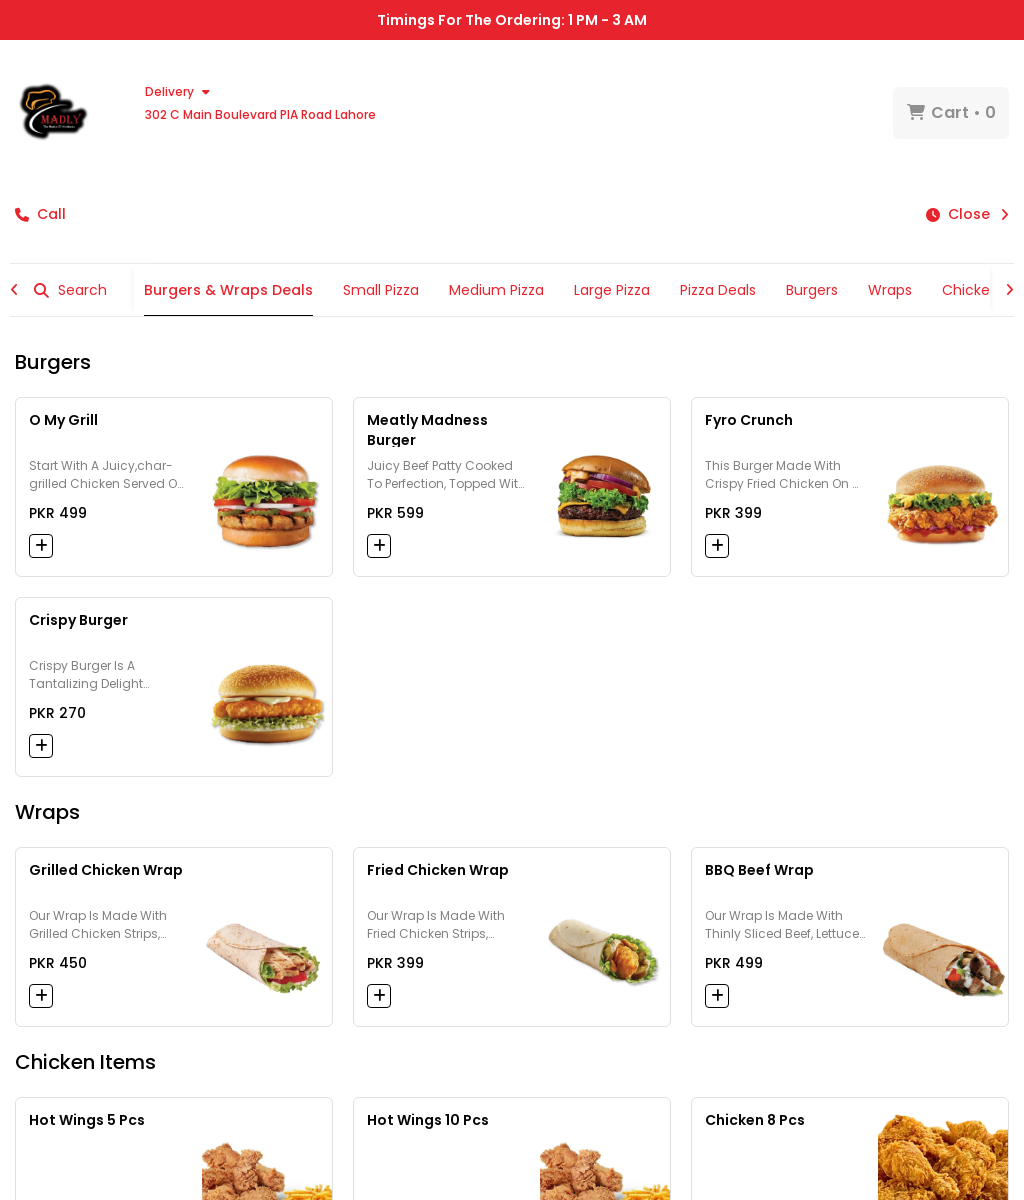 Timings For The Ordering: 1 PM - 3 AM
MADLY
Delivery
302 C Main Boulevard PIA Road Lahore
Cart • 0
Call
Close
Search
Burgers & Wraps Deals
Small Pizza
Medium Pizza
Large Pizza
Pizza Deals
Burgers
Wraps
Chicke
Burgers
O My Grill
Start With A Juicy,char-
grilled Chicken Served O...
PKR 499
Meatly Madness
Burger
Juicy Beef Patty Cooked
To Perfection, Topped Wit...
PKR 599
Fyro Crunch
This Burger Made With
Crispy Fried Chicken On ...
PKR 399
Crispy Burger
Crispy Burger Is A
Tantalizing Delight...
PKR 270
Wraps
Grilled Chicken Wrap
Our Wrap Is Made With
Grilled Chicken Strips,...
PKR 450
Fried Chicken Wrap
Our Wrap Is Made With
Fried Chicken Strips,...
PKR 399
BBQ Beef Wrap
Our Wrap Is Made With
Thinly Sliced Beef, Lettuce...
PKR 499
Chicken Items
Hot Wings 5 Pcs
Hot Wings 10 Pcs
Chicken 8 Pcs